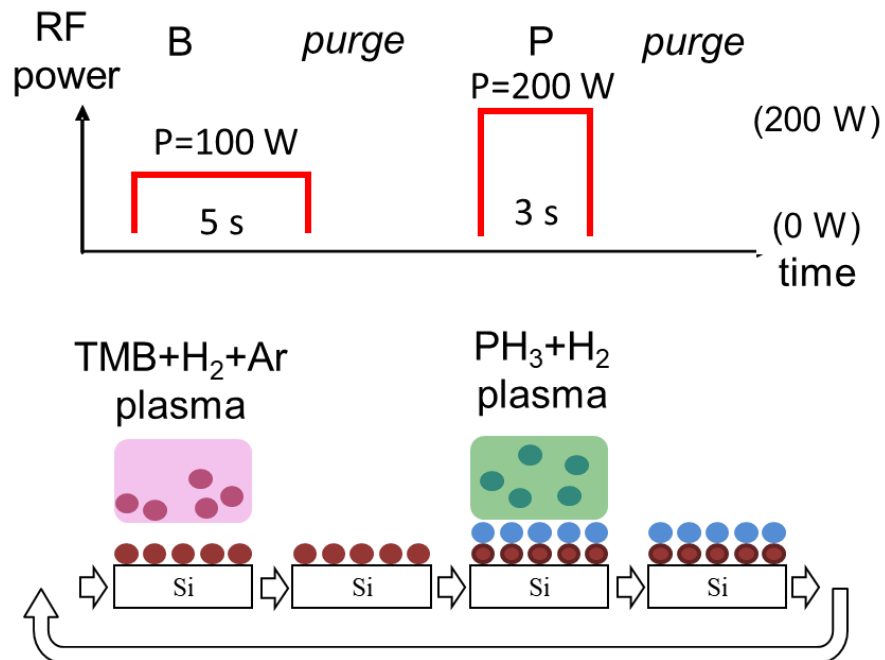 RF
power
B
purge
P
purge
P=100 W
P=200 W
(200 W)
5 s
3 s
(0 W)
time
TMB+H₂+Ar
plasma
PH₃+H₂
plasma
Si
Si
Si
Si